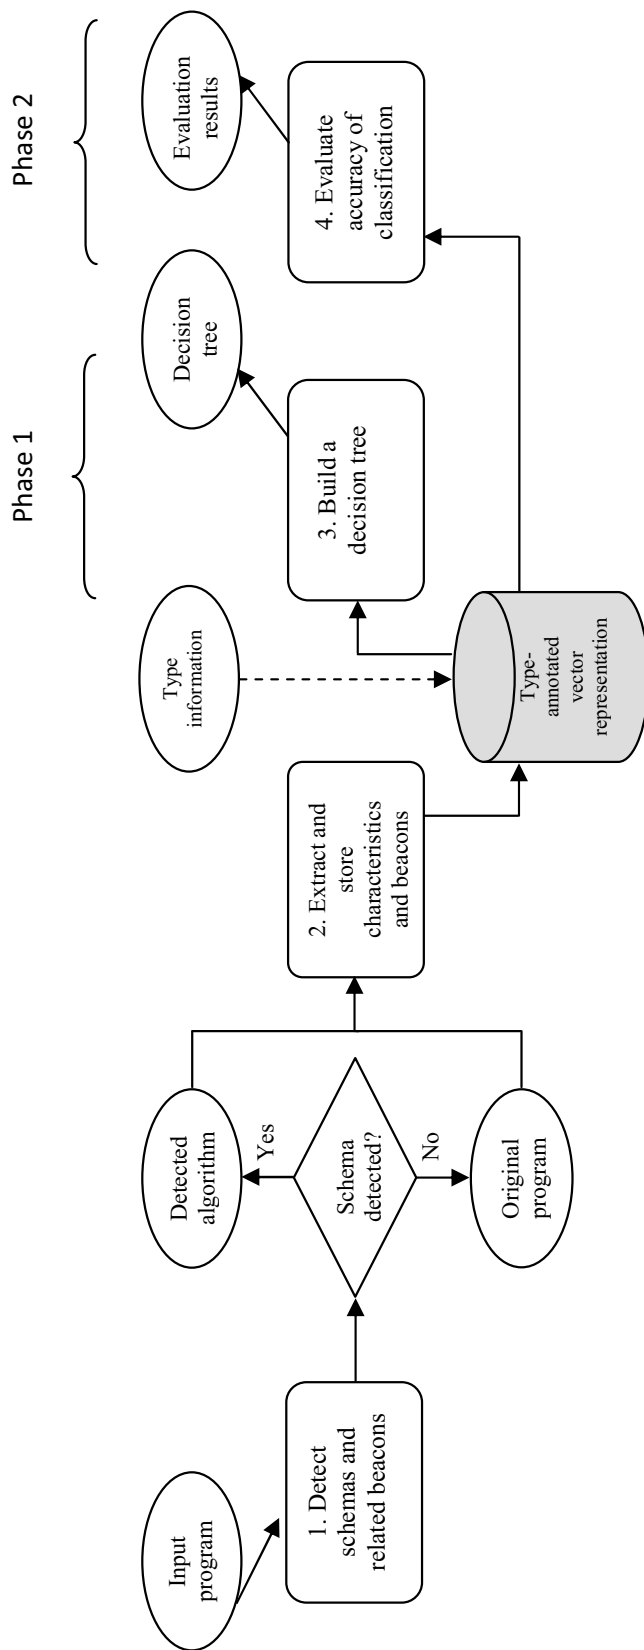 Phase 1
Phase 2
Input
program
1. Detect
schemas and
related beacons
Detected
algorithm
Yes
Schema
detected?
No
Original
program
2. Extract and
store
characteristics
and beacons
Type
information
Type-
annotated
vector
representation
Decision
tree
3. Build a
decision tree
Evaluation
results
4. Evaluate
accuracy of
classification